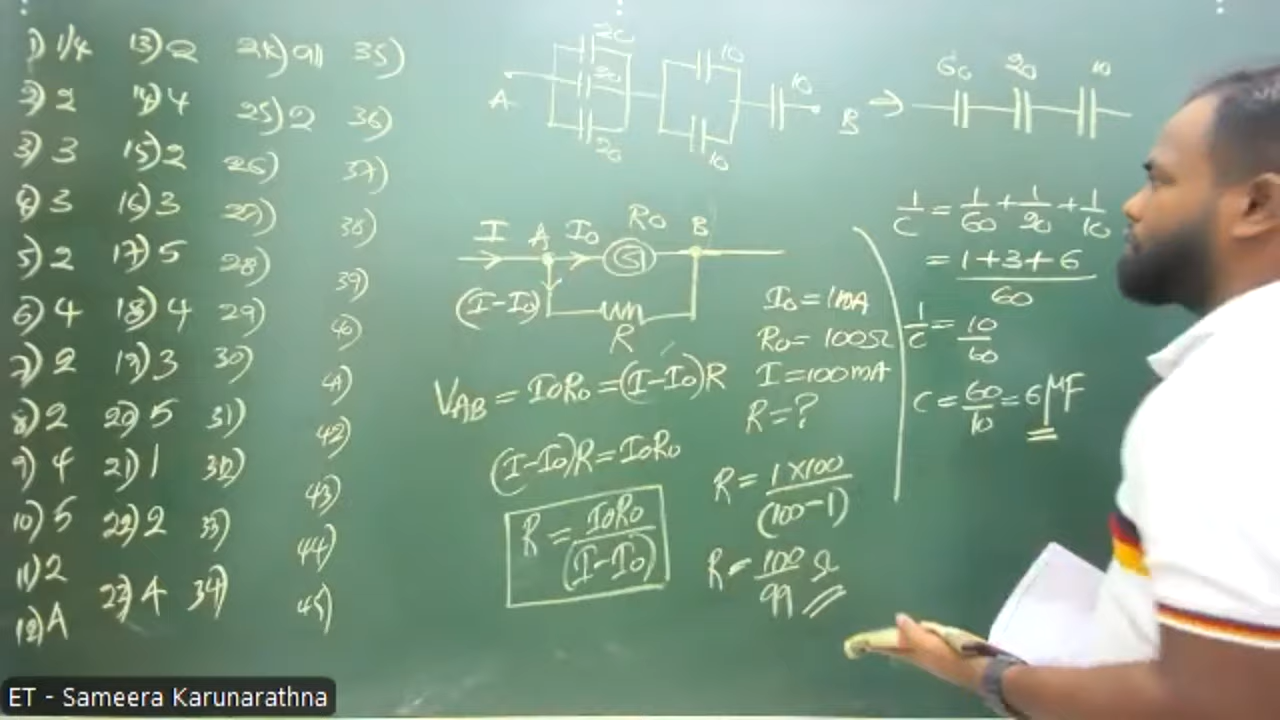 1) 1/4
2) 2
3) 3
4) 3
5) 2
6) 4
7) 2
8) 2
9) 4
10) 5
11) 2
12) A
13) 2
14) 4
15) 2
16) 3
17) 5
18) 4
19) 3
20) 5
21) 1
22) 2
23) 4
24) all
25) 2
26)
27)
28)
29)
30)
31)
32)
33)
34)
35)
36)
37)
38)
39)
40)
41)
42)
43)
44)
45)
A 20 20 20 10 10 10 B → 60 20 10
I A I0 R0 B
G
(I-I0)
R
VAB = I0R0 = (I-I0)R
(I-I0)R = I0R0
R = I0R0/(I-I0)
I0 = 1mA
R0 = 100Ω
I = 100mA
R = ?
R = 1×100/(100-1)
R = 100/99 Ω
1/C = 1/60 + 1/20 + 1/10
= 1+3+6/60
1/C = 10/60
C = 60/10 = 6μF
ET - Sameera Karunarathna